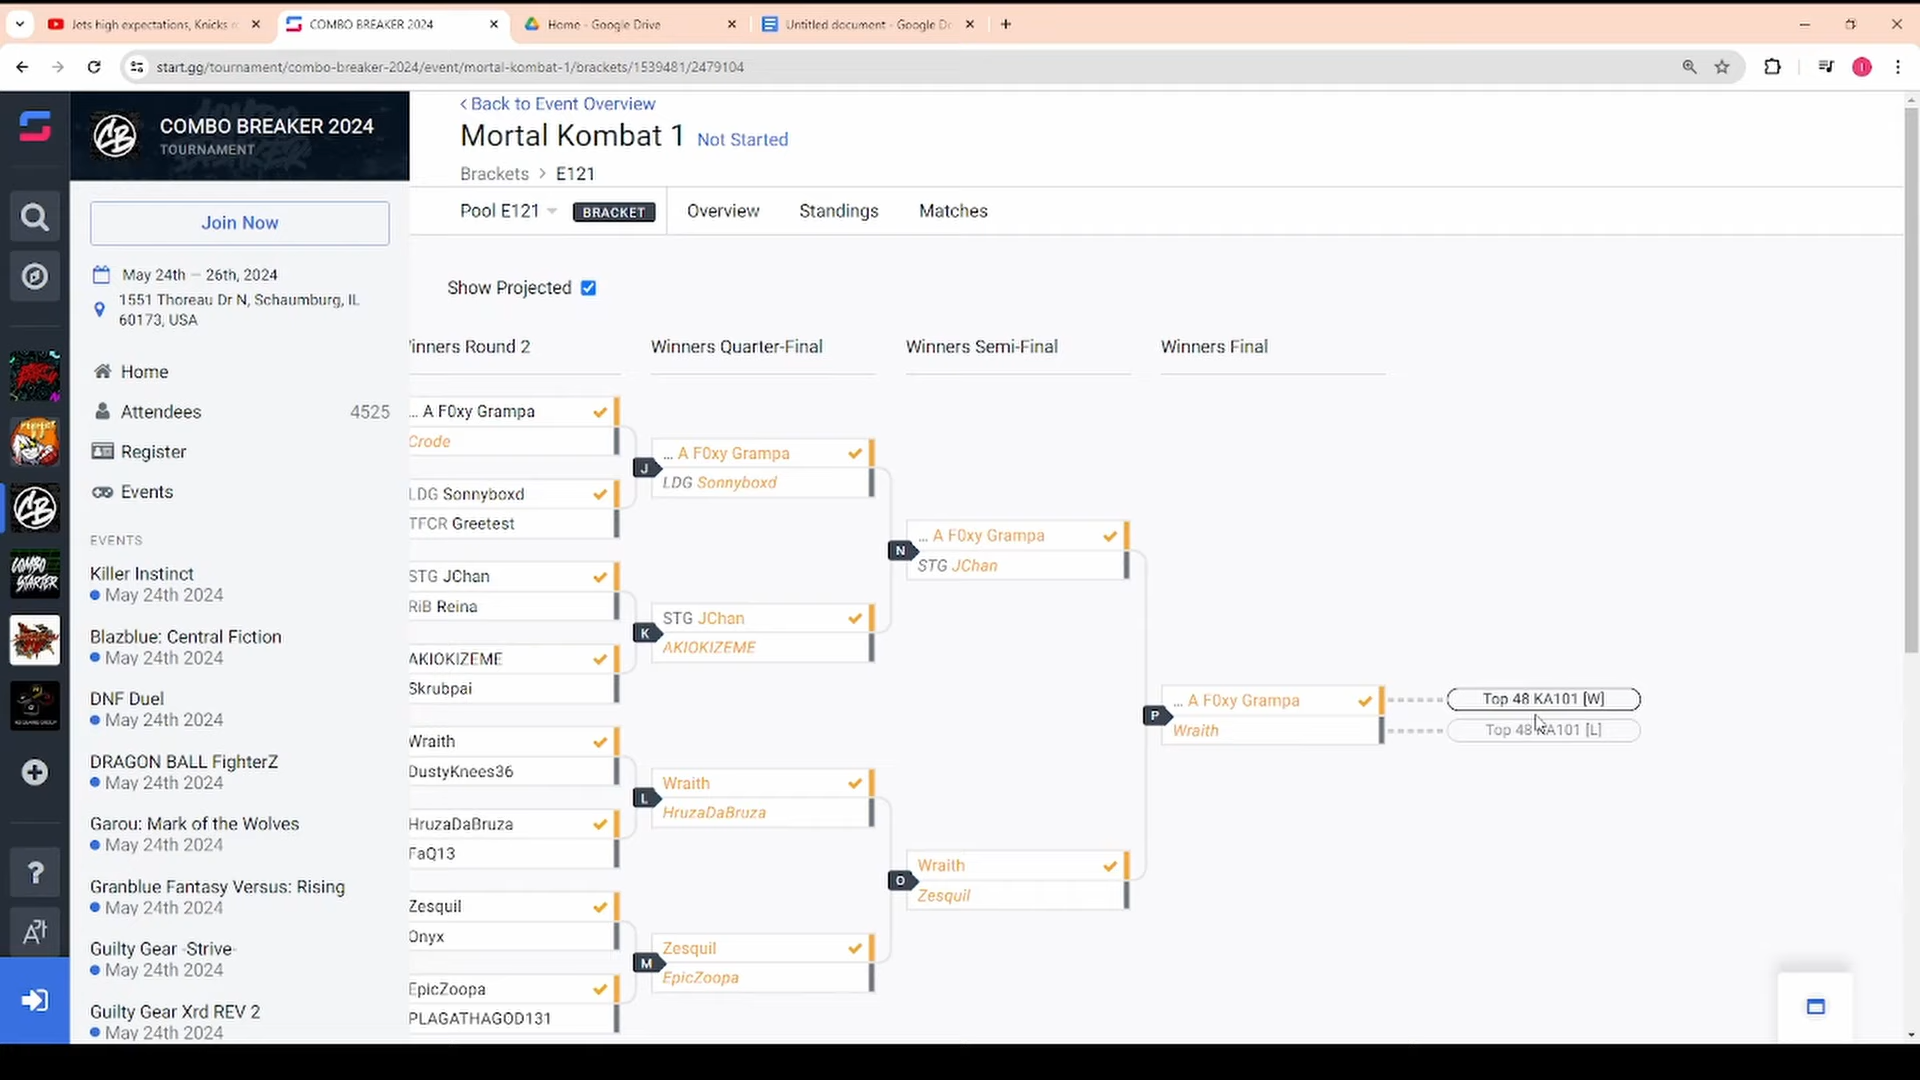 Jets high expectations, Knicks
COMBO BREAKER 2024
Home - Google Drive
Untitled document - Google Do
start.gg/tournament/combo-breaker-2024/event/mortal-kombat-1/brackets/1539481/2479104
CB
COMBO BREAKER 2024
TOURNAMENT
Join Now
May 24th — 26th, 2024
1551 Thoreau Dr N, Schaumburg, IL
60173, USA
Home
Attendees 4525
Register
Events
EVENTS
Killer Instinct
May 24th 2024
Blazblue: Central Fiction
May 24th 2024
DNF Duel
May 24th 2024
DRAGON BALL FighterZ
May 24th 2024
Garou: Mark of the Wolves
May 24th 2024
Granblue Fantasy Versus: Rising
May 24th 2024
Guilty Gear -Strive-
May 24th 2024
Guilty Gear Xrd REV 2
May 24th 2024
CB
COMBO
STARTER
< Back to Event Overview
Mortal Kombat 1 Not Started
Brackets > E121
Pool E121 BRACKET Overview Standings Matches
Show Projected
inners Round 2
... A F0xy Grampa
Crode
LDG Sonnyboxd
TFCR Greetest
STG JChan
RiB Reina
AKIOKIZEME
Skrubpai
Wraith
DustyKnees36
HruzaDaBruza
FaQ13
Zesquil
Onyx
EpicZoopa
PLAGATHAGOD131
Winners Quarter-Final
J
... A F0xy Grampa
LDG Sonnyboxd
K
STG JChan
AKIOKIZEME
L
Wraith
HruzaDaBruza
M
Zesquil
EpicZoopa
Winners Semi-Final
N
... A F0xy Grampa
STG JChan
O
Wraith
Zesquil
Winners Final
P
... A F0xy Grampa
Wraith
Top 48 KA101 [W]
Top 48 KA101 [L]